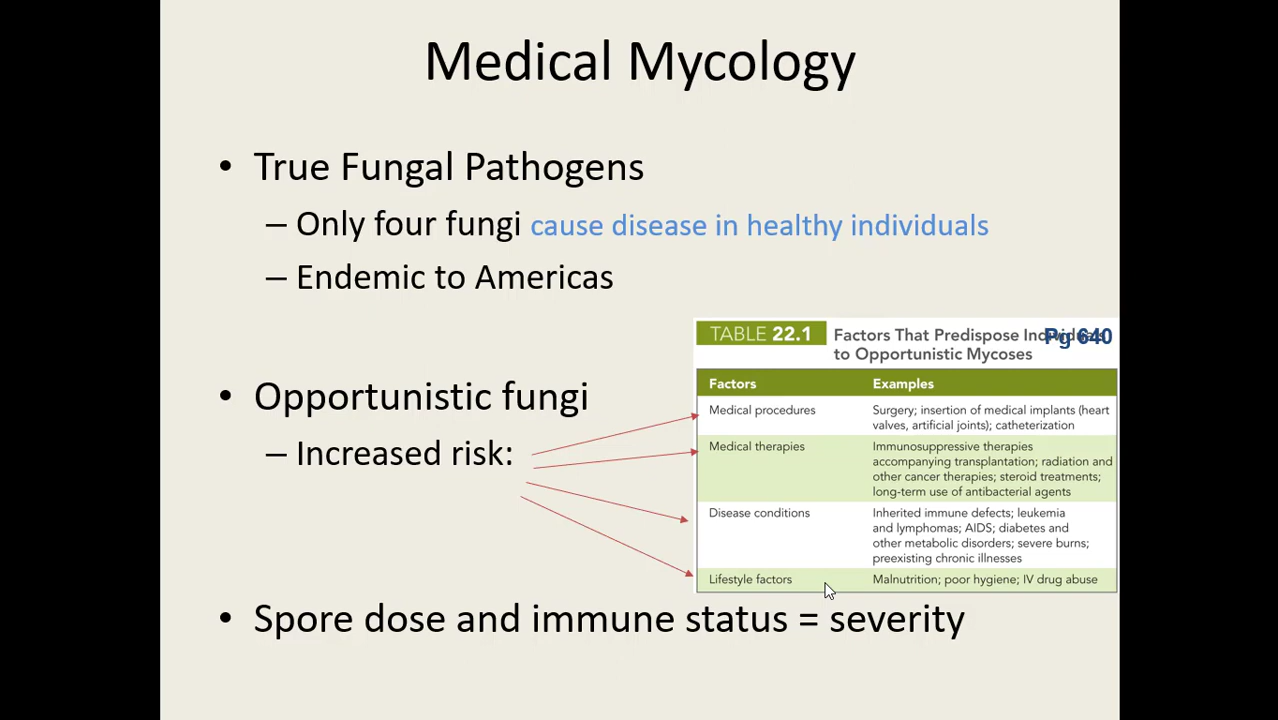 Medical Mycology
• True Fungal Pathogens
– Only four fungi cause disease in healthy individuals
– Endemic to Americas
• Opportunistic fungi
– Increased risk:
TABLE 22.1 Factors That Predispose Individuals
to Opportunistic Mycoses
Pg 640
Factors Examples
Medical procedures Surgery; insertion of medical implants (heart
valves, artificial joints); catheterization
Medical therapies Immunosuppressive therapies
accompanying transplantation; radiation and
other cancer therapies; steroid treatments;
long-term use of antibacterial agents
Disease conditions Inherited immune defects; leukemia
and lymphomas; AIDS; diabetes and
other metabolic disorders; severe burns;
preexisting chronic illnesses
Lifestyle factors Malnutrition; poor hygiene; IV drug abuse
• Spore dose and immune status = severity